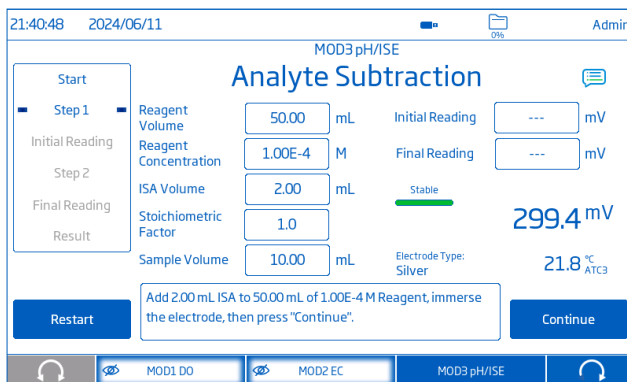 21:40:48 2024/06/11 0% Admin
MOD3 pH/ISE
Analyte Subtraction
Start
Step 1
Initial Reading
Step 2
Final Reading
Result
Reagent Volume 50.00 mL
Reagent Concentration 1.00E-4 M
ISA Volume 2.00 mL
Stoichiometric Factor 1.0
Sample Volume 10.00 mL
Initial Reading --- mV
Final Reading --- mV
Stable
299.4 mV
Electrode Type:
Silver
21.8 °C
ATC3
Add 2.00 mL ISA to 50.00 mL of 1.00E-4 M Reagent, immerse
the electrode, then press "Continue".
Restart
Continue
MOD1 DO MOD2 EC MOD3 pH/ISE